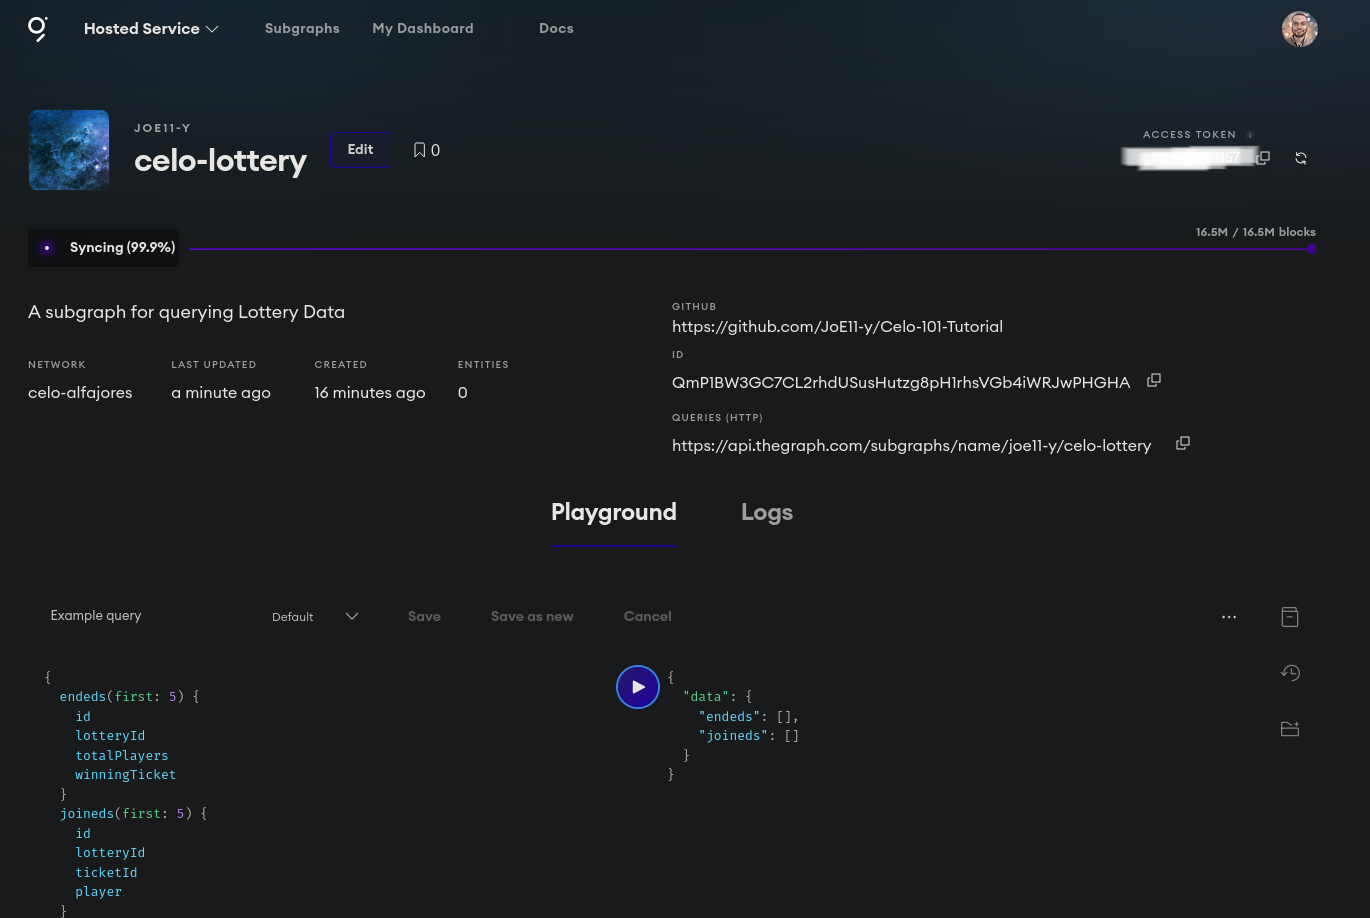 Hosted Service
Subgraphs
My Dashboard
Docs
JOE11-Y
celo-lottery
Edit
0
ACCESS TOKEN
Syncing (99.9%)
16.5M / 16.5M blocks
A subgraph for querying Lottery Data
NETWORK
LAST UPDATED
CREATED
ENTITIES
celo-alfajores
a minute ago
16 minutes ago
0
GITHUB
https://github.com/JoE11-y/Celo-101-Tutorial
ID
QmP1BW3GC7CL2rhdUSusHutzg8pH1rhsVGb4iWRJwPHGHA
QUERIES (HTTP)
https://api.thegraph.com/subgraphs/name/joe11-y/celo-lottery
Playground
Logs
Example query
Default
Save
Save as new
Cancel
{
endeds(first: 5) {
id
lotteryId
totalPlayers
winningTicket
}
joineds(first: 5) {
id
lotteryId
ticketId
player
}
{
"data": {
"endeds": [],
"joineds": []
}
}